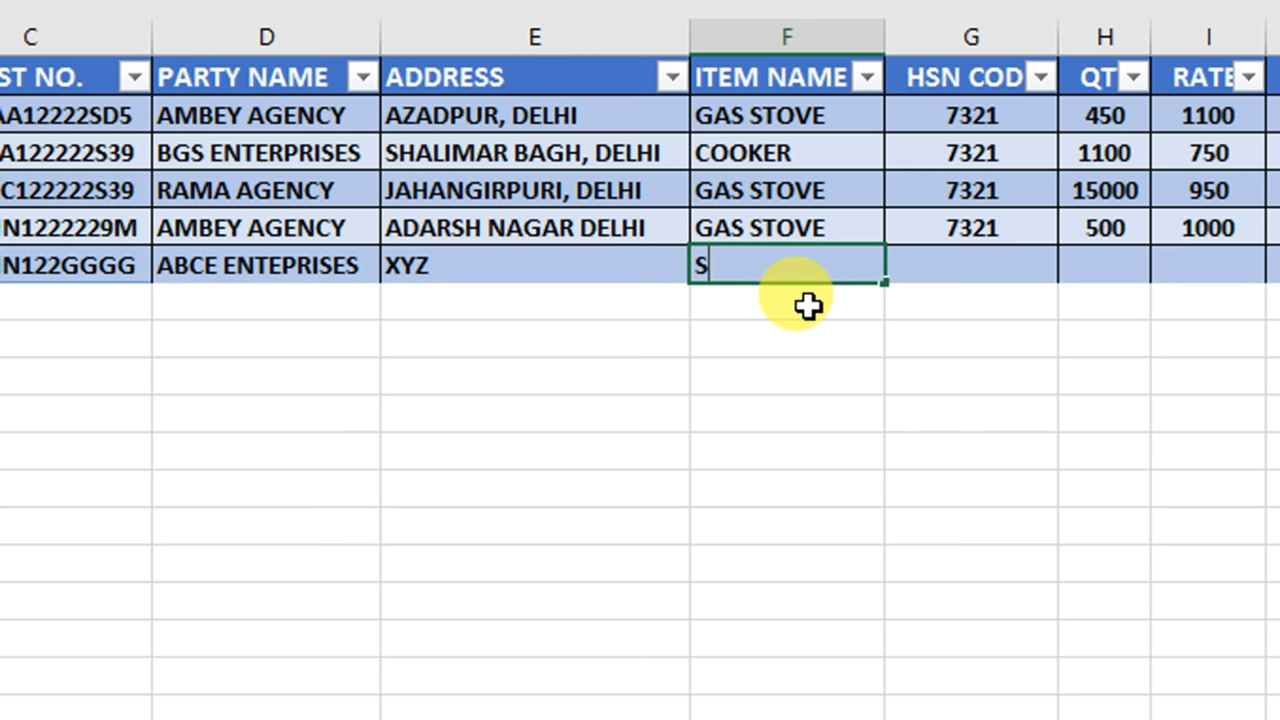 C D E F G H I
ST NO. PARTY NAME ADDRESS ITEM NAME HSN COD QT RATE
AA12222SD5 AMBEY AGENCY AZADPUR, DELHI GAS STOVE 7321 450 1100
A122222S39 BGS ENTERPRISES SHALIMAR BAGH, DELHI COOKER 7321 1100 750
C122222S39 RAMA AGENCY JAHANGIRPURI, DELHI GAS STOVE 7321 15000 950
N1222229M AMBEY AGENCY ADARSH NAGAR DELHI GAS STOVE 7321 500 1000
N122GGGG ABCE ENTEPRISES XYZ S